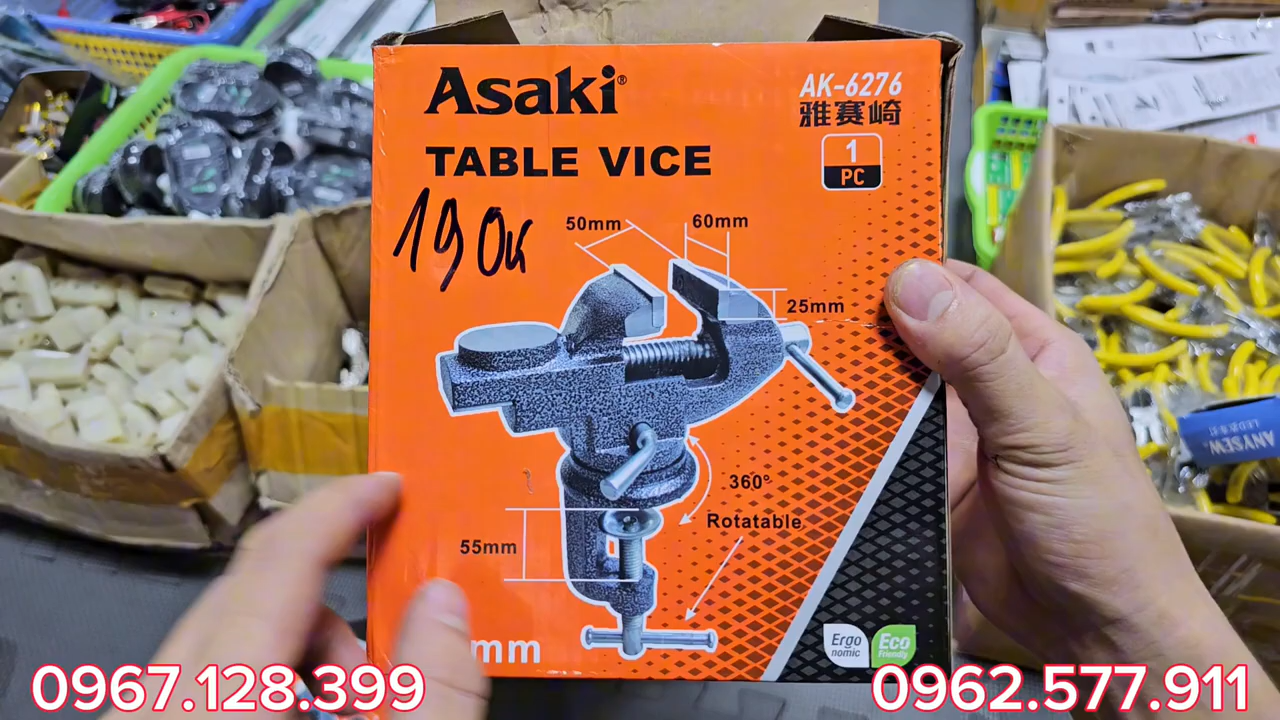 Asaki®
AK-6276
雅赛崎
TABLE VICE
1
PC
190k
50mm
60mm
25mm
360°
Rotatable
55mm
mm
Ergo
nomic
Eco
Friendly
ANYSEW
0967.128.399
0962.577.911